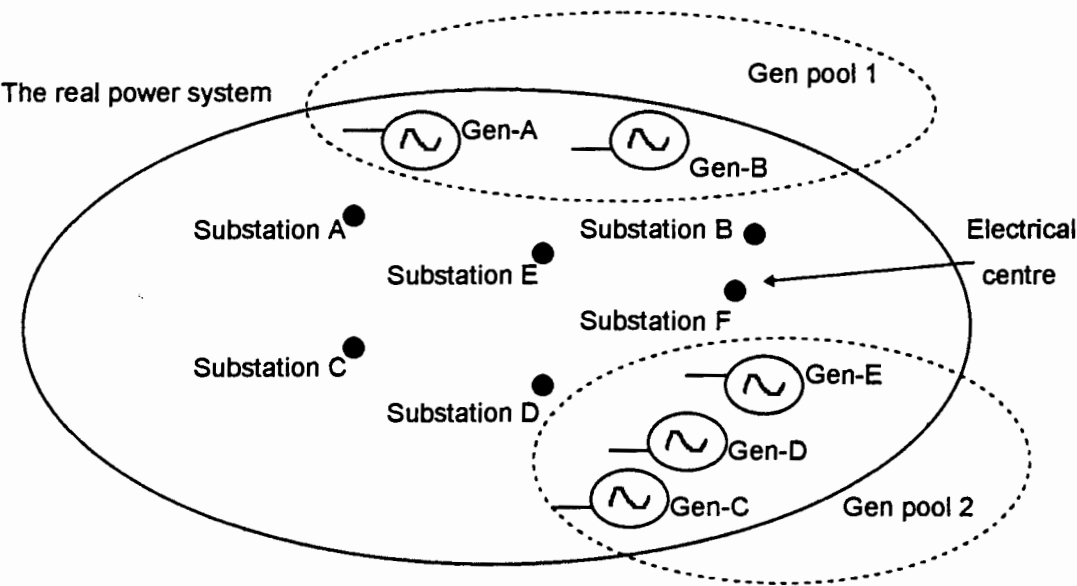 Gen pool 1
The real power system
Gen-A
Gen-B
Substation A
Substation B
Electrical
centre
Substation E
Substation F
Substation C
Gen-E
Substation D
Gen-D
Gen-C
Gen pool 2